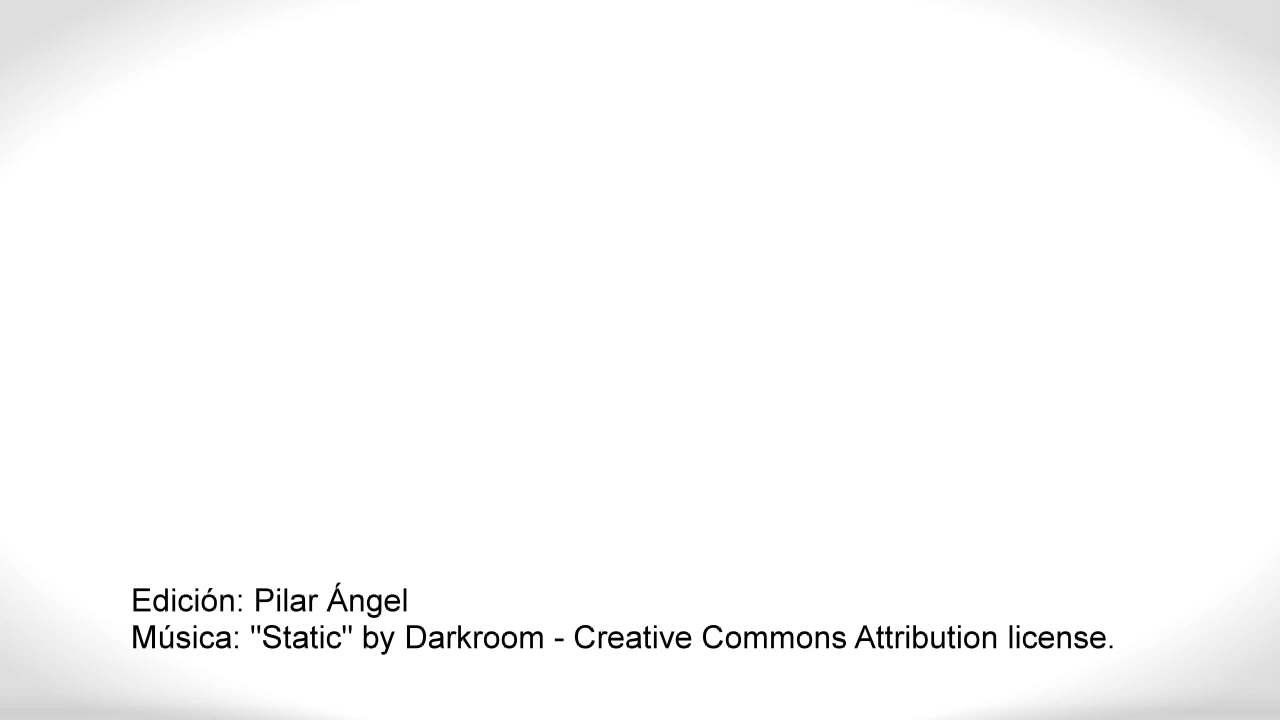 Edición: Pilar Ángel
Música: "Static" by Darkroom - Creative Commons Attribution license.